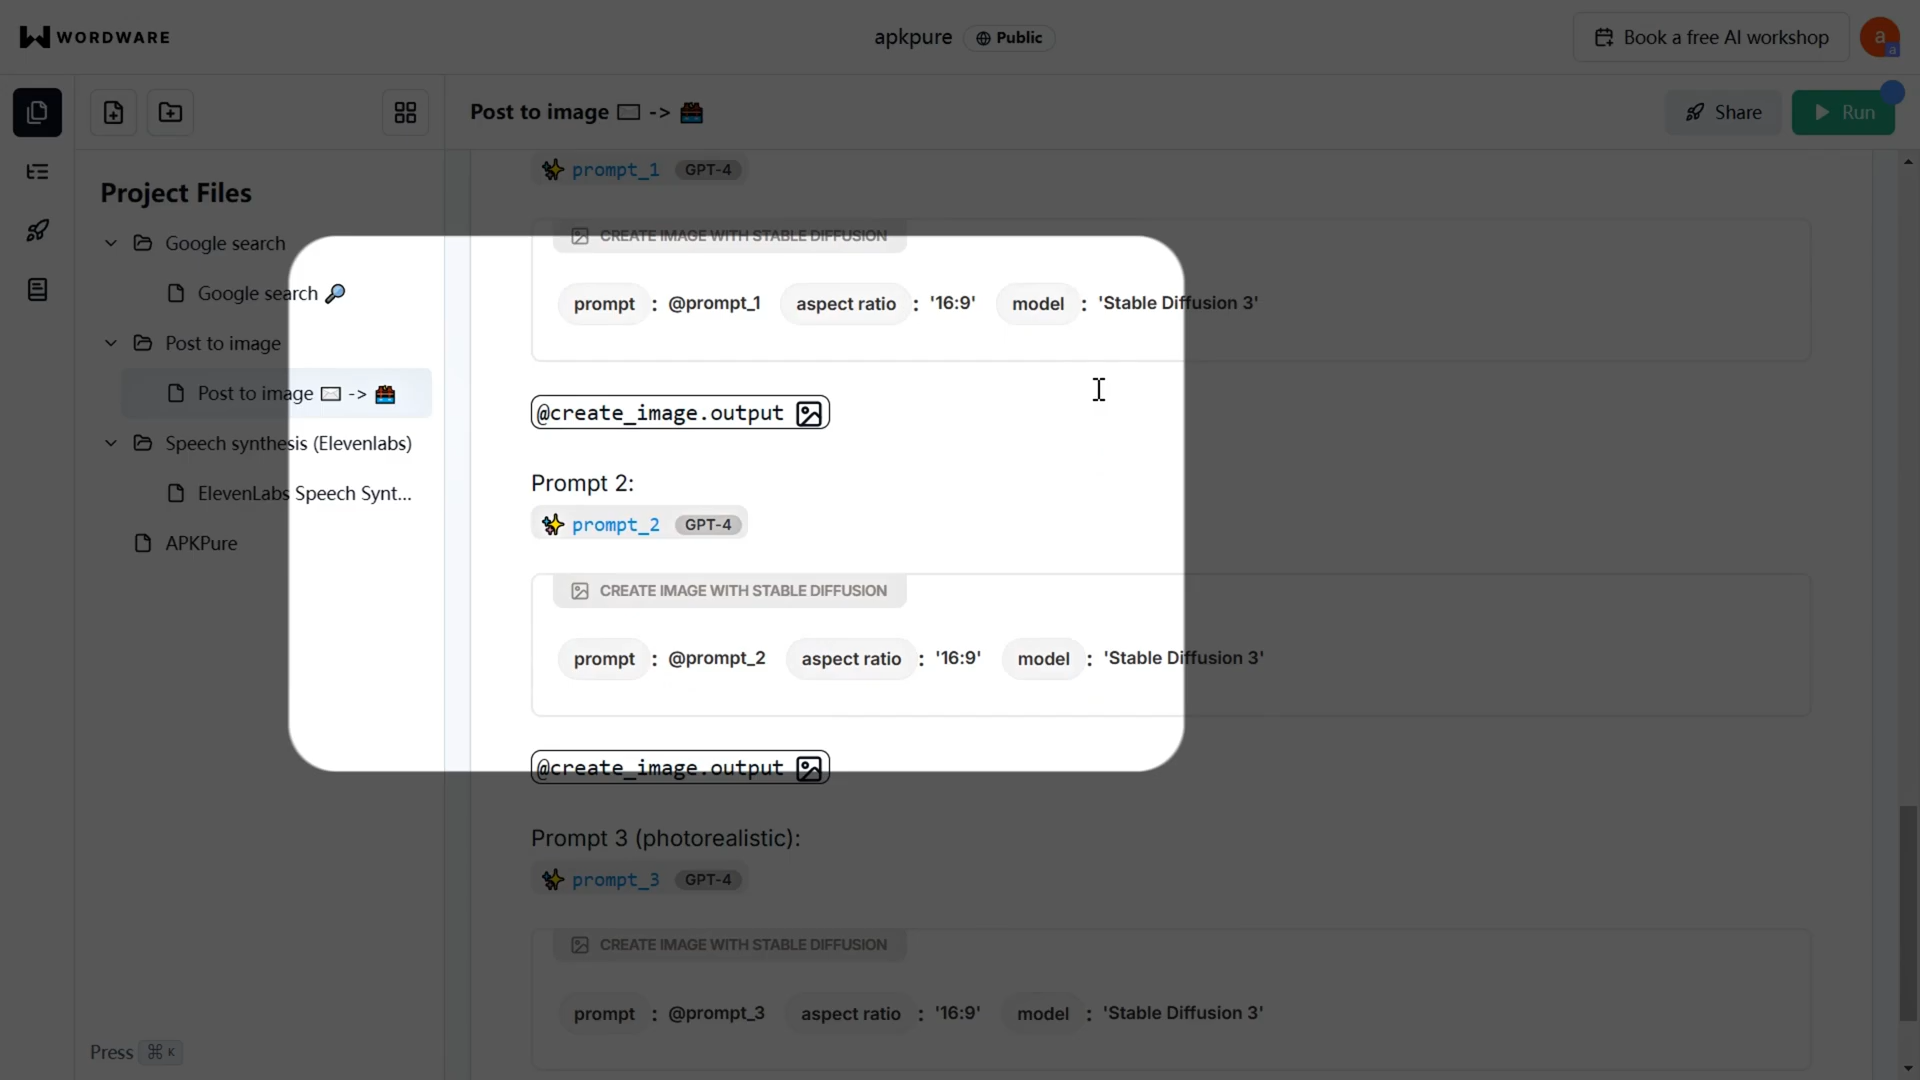 WORDWARE
apkpure Public
Book a free AI workshop
a
a
Post to image ✉ -> 
Share
Run
Project Files
Google search
Google search 🔎
Post to image
Post to image ✉ -> 
Speech synthesis (Elevenlabs)
ElevenLabs Speech Synt...
APKPure
Press ⌘ K
✨ prompt_1 GPT-4
CREATE IMAGE WITH STABLE DIFFUSION
prompt : @prompt_1 aspect ratio : '16:9' model : 'Stable Diffusion 3'
@create_image.output
Prompt 2:
✨ prompt_2 GPT-4
CREATE IMAGE WITH STABLE DIFFUSION
prompt : @prompt_2 aspect ratio : '16:9' model : 'Stable Diffusion 3'
@create_image.output
Prompt 3 (photorealistic):
✨ prompt_3 GPT-4
CREATE IMAGE WITH STABLE DIFFUSION
prompt : @prompt_3 aspect ratio : '16:9' model : 'Stable Diffusion 3'